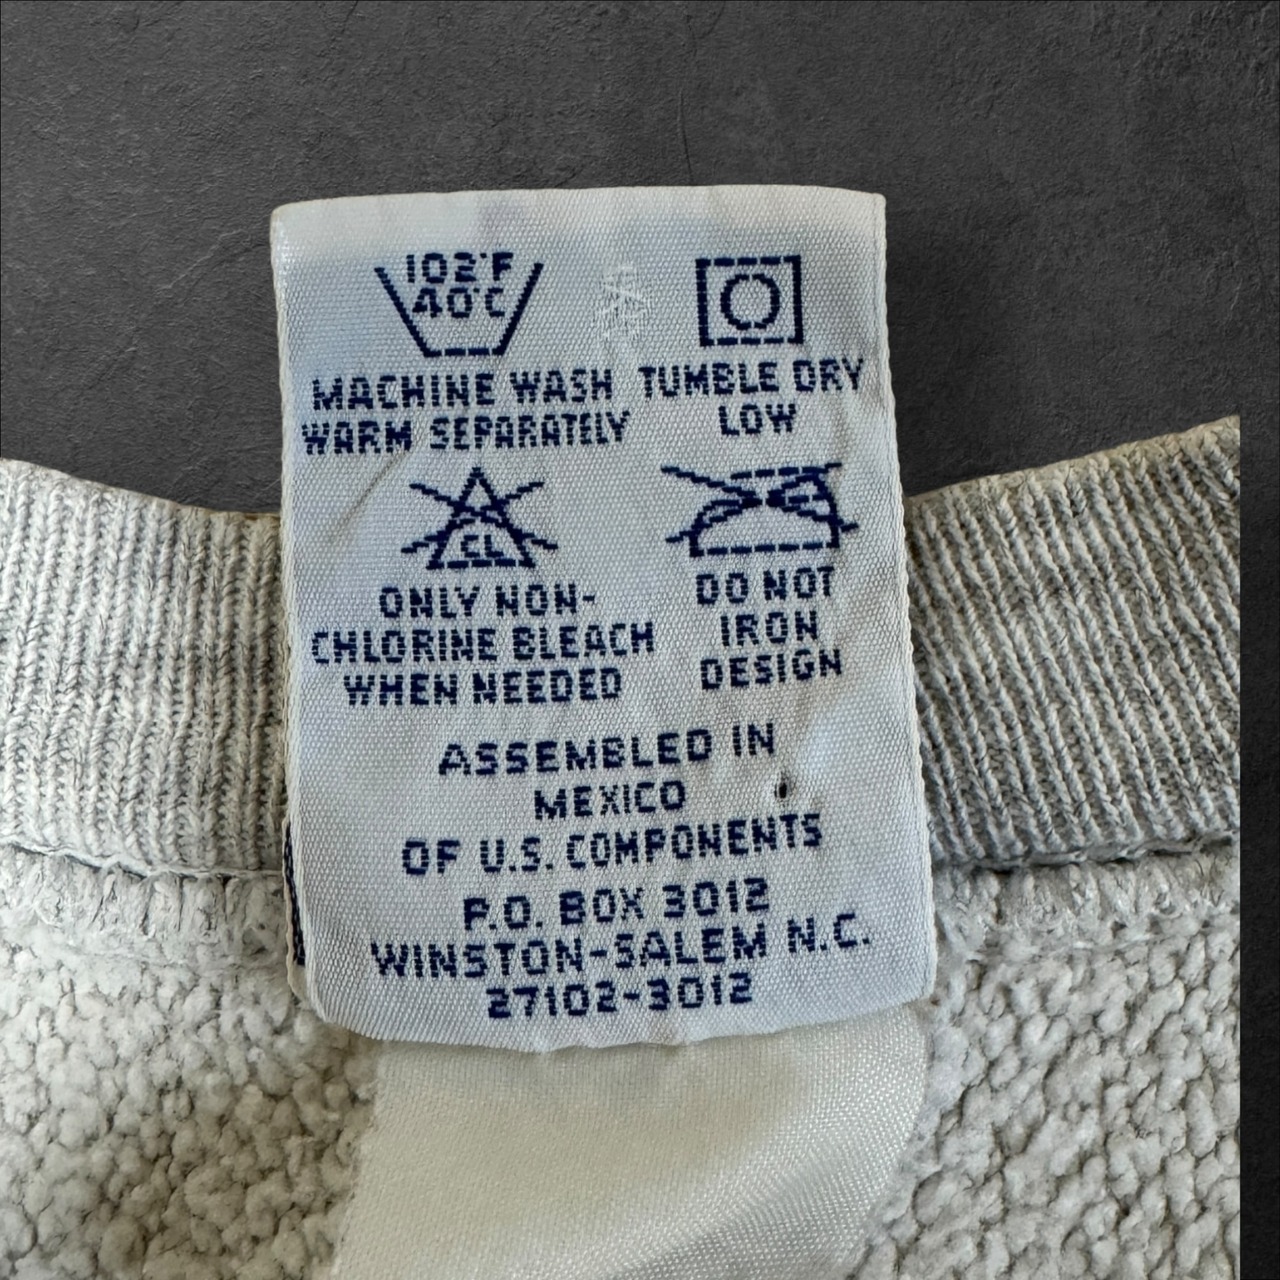 102°F
40°C
MACHINE WASH
WARM SEPARATELY
TUMBLE DRY
LOW
CL
ONLY NON-
CHLORINE BLEACH
WHEN NEEDED
DO NOT
IRON
DESIGN
ASSEMBLED IN
MEXICO
OF U.S. COMPONENTS
P.O. BOX 3012
WINSTON-SALEM N.C.
27102-3012